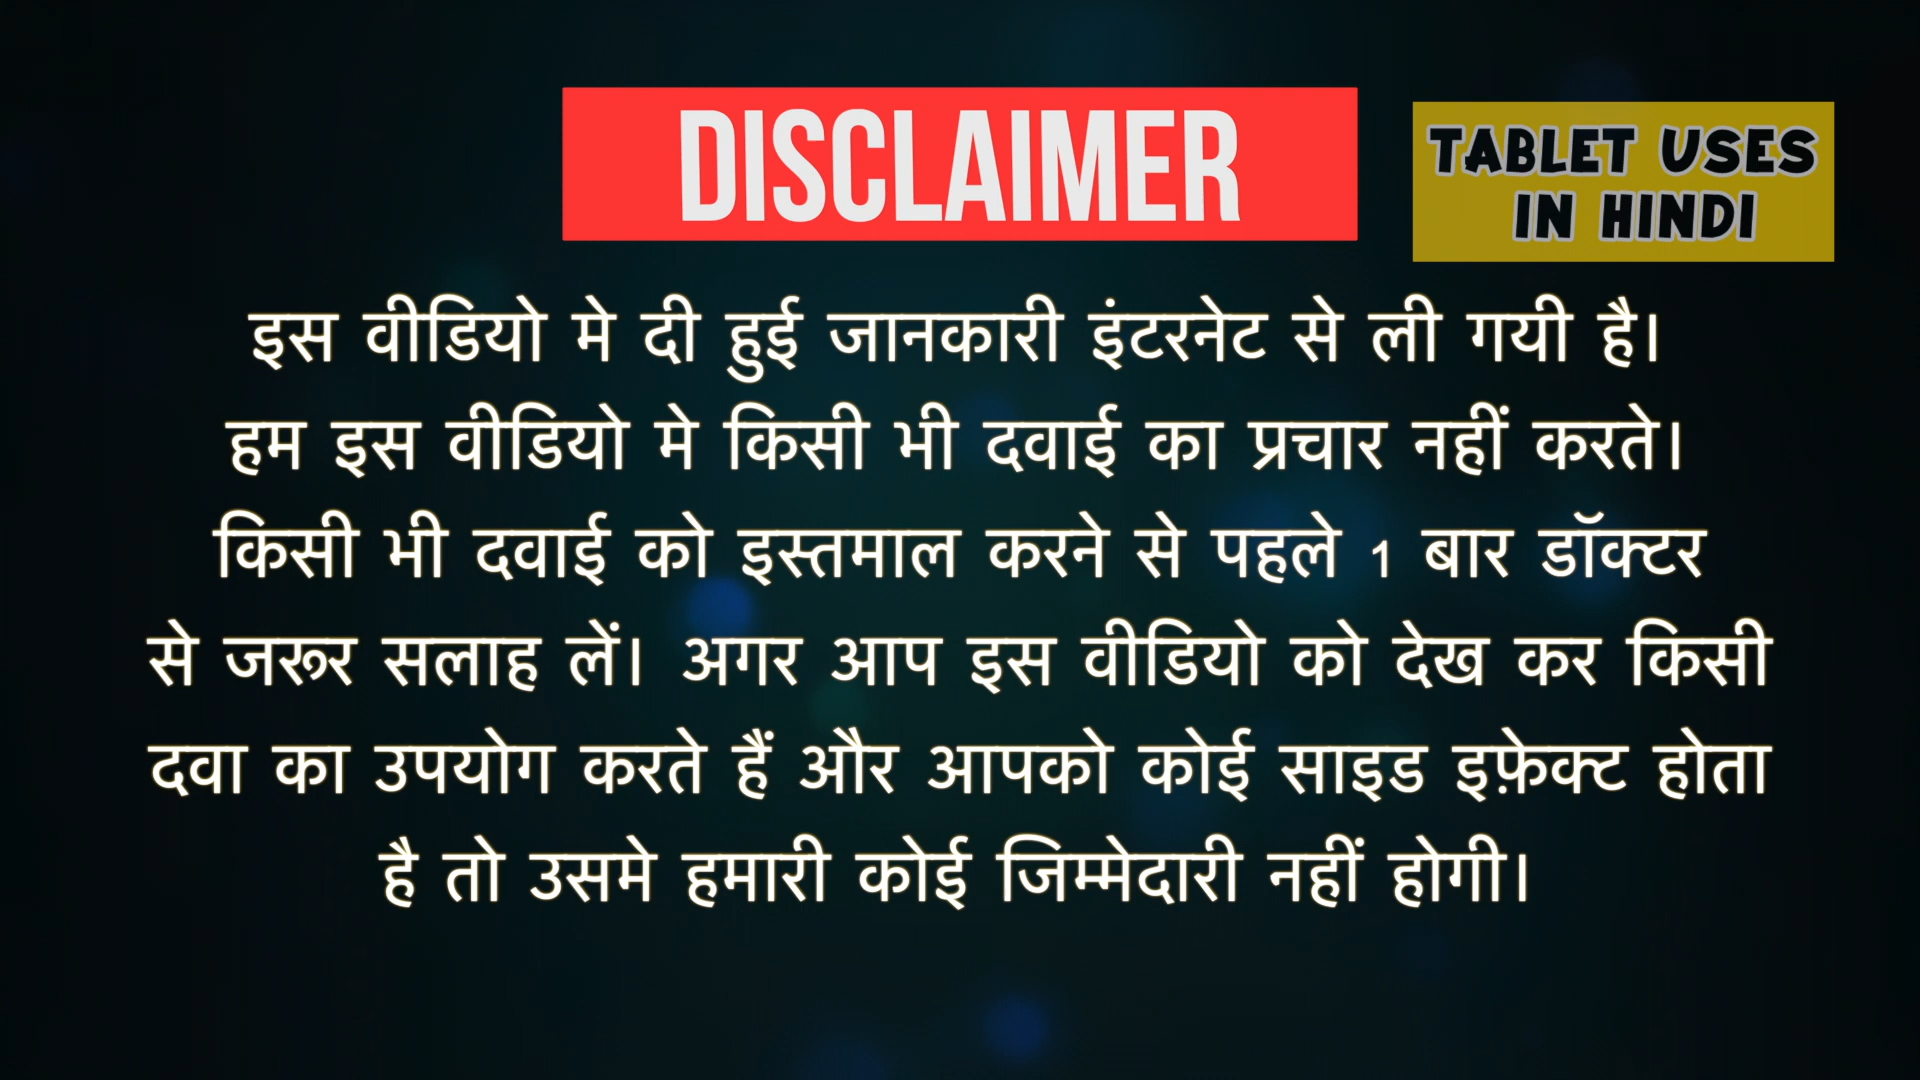 DISCLAIMER
TABLET USES
IN HINDI
इस वीडियो मे दी हुई जानकारी इंटरनेट से ली गयी है।
हम इस वीडियो मे किसी भी दवाई का प्रचार नहीं करते।
किसी भी दवाई को इस्तमाल करने से पहले 1 बार डॉक्टर
से जरूर सलाह लें। अगर आप इस वीडियो को देख कर किसी
दवा का उपयोग करते हैं और आपको कोई साइड इफ़ेक्ट होता
है तो उसमे हमारी कोई जिम्मेदारी नहीं होगी।